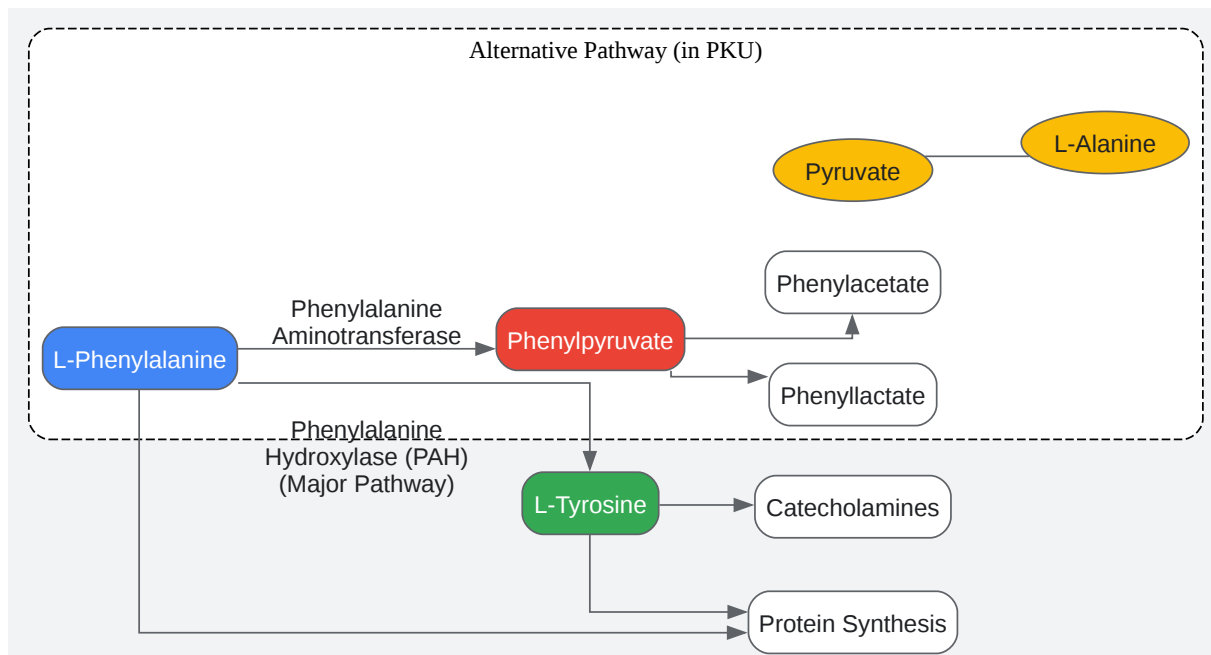 Alternative Pathway (in PKU)
L-Alanine
Pyruvate
Phenylacetate
Phenylalanine
Aminotransferase
Phenylpyruvate
L-Phenylalanine
Phenyllactate
Phenylalanine
Hydroxylase (PAH)
(Major Pathway)
L-Tyrosine
Catecholamines
Protein Synthesis